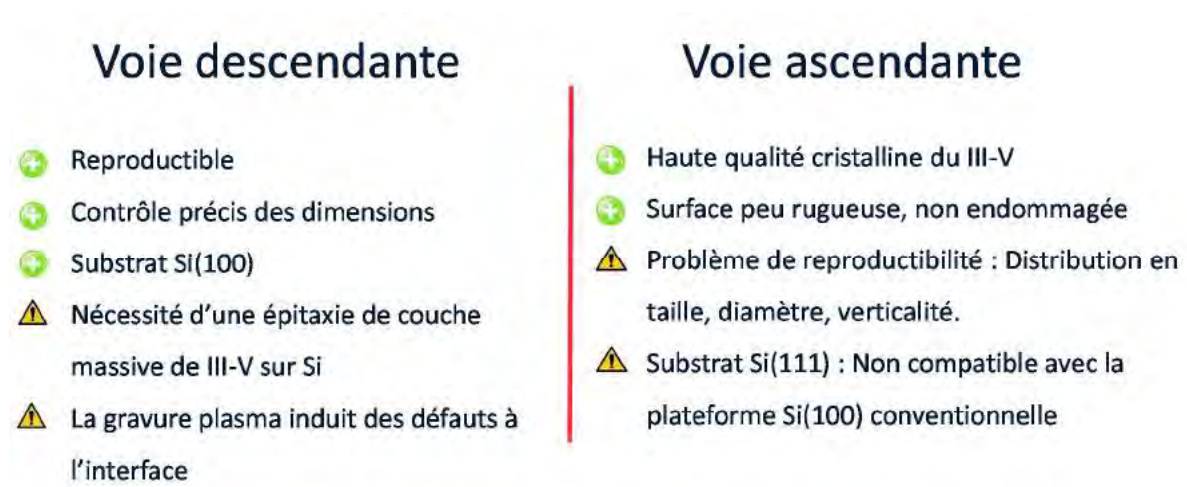 Voie descendante
Reproductible
Contrôle précis des dimensions
Substrat Si(100)
Nécessité d'une épitaxie de couche
massive de III-V sur Si
La gravure plasma induit des défauts à
l'interface
Voie ascendante
Haute qualité cristalline du III-V
Surface peu rugueuse, non endommagée
Problème de reproductibilité : Distribution en
taille, diamètre, verticalité.
Substrat Si(111) : Non compatible avec la
plateforme Si(100) conventionnelle